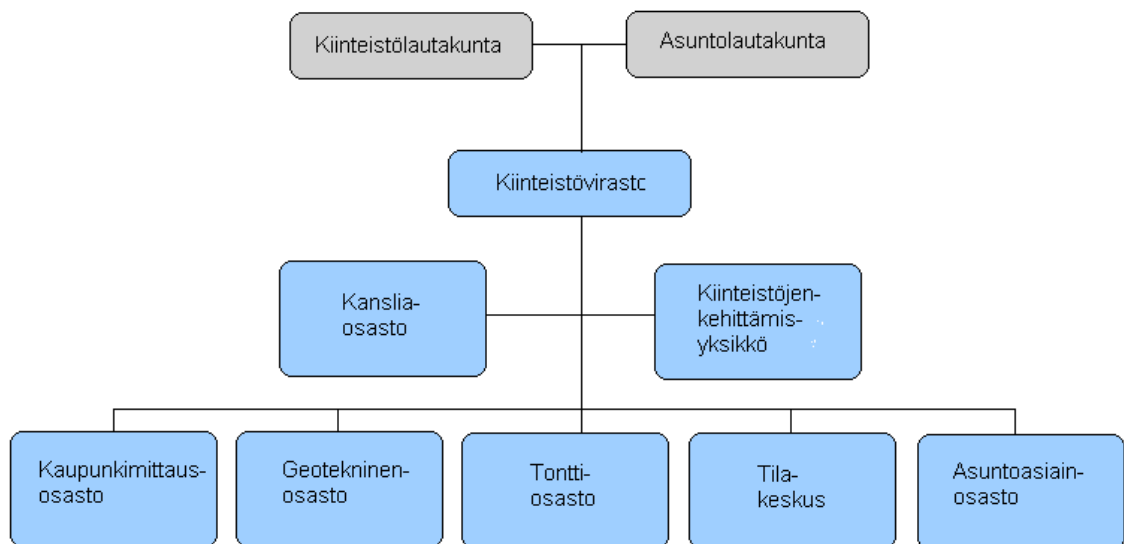 Kiinteistölautakunta
Asuntolautakunta
Kiinteistövirasto
Kanslia-
osasto
Kiinteistöjen-
kehittämis-
yksikkö
Kaupunkimittaus-
osasto
Geotekninen-
osasto
Tontti-
osasto
Tila-
keskus
Asuntoasiain-
osasto